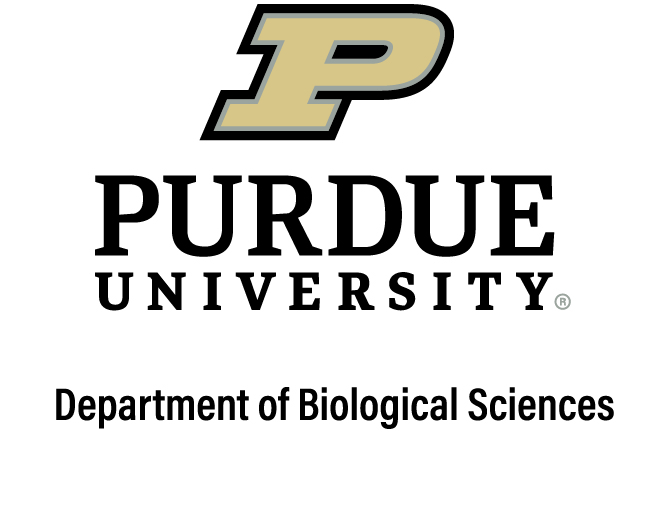 P
PURDUE
UNIVERSITY®
Department of Biological Sciences